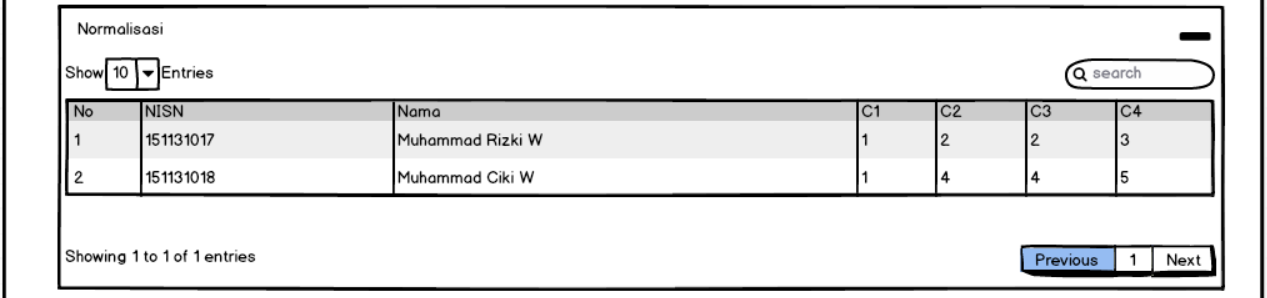 Normalisasi
Show 10 Entries
search
No NISN Nama C1 C2 C3 C4
1 151131017 Muhammad Rizki W 1 2 2 3
2 151131018 Muhammad Ciki W 1 4 4 5
Showing 1 to 1 of 1 entries
Previous 1 Next